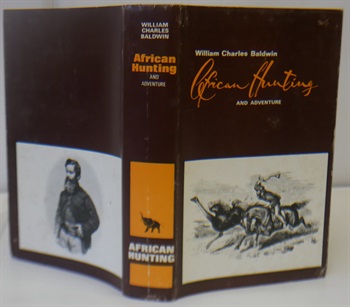 WILLIAM
CHARLES
BALDWIN
African
Hunting
AND
ADVENTURE
AFRICAN
HUNTING
William Charles Baldwin
African Hunting
AND ADVENTURE